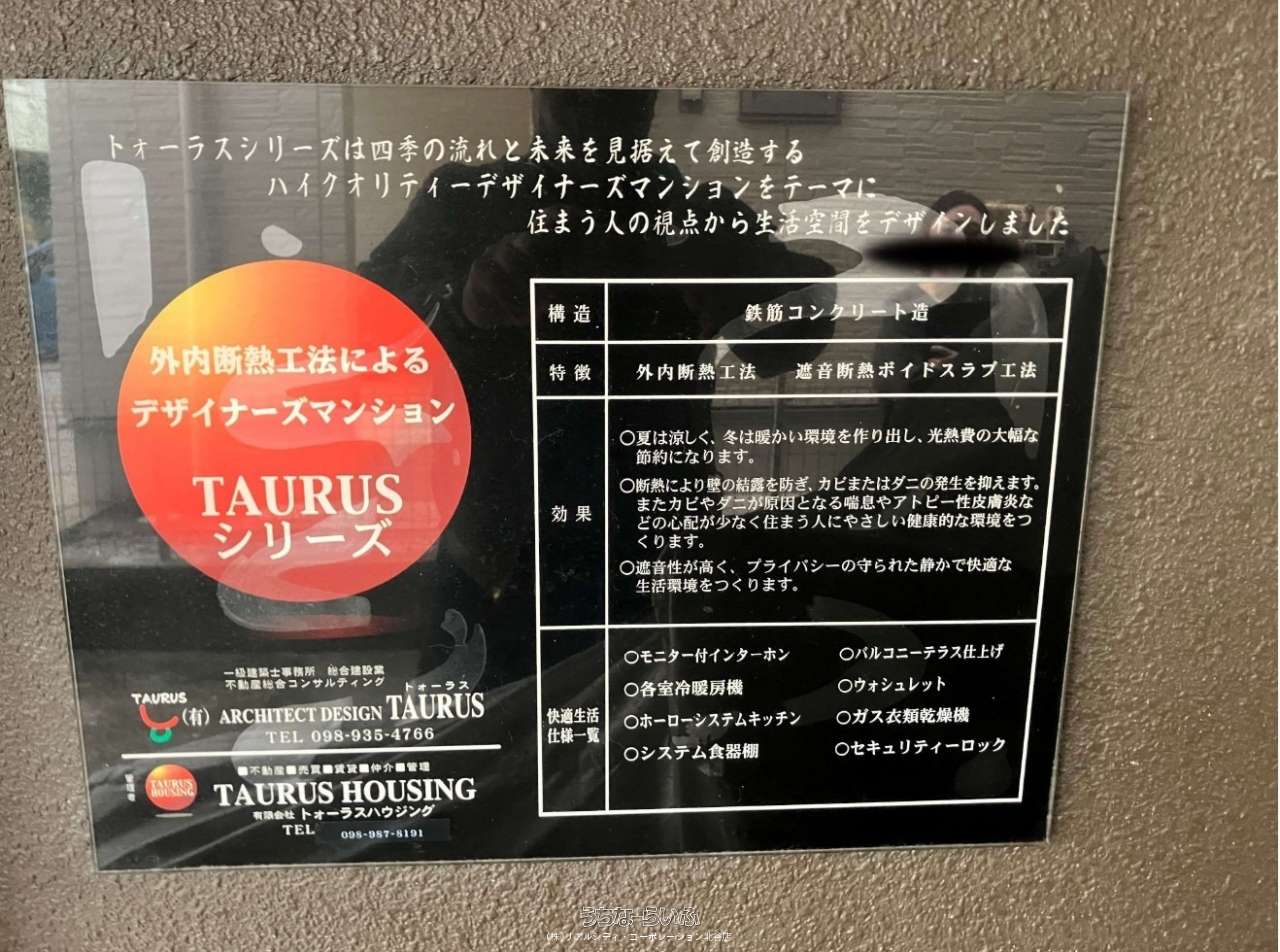 トォーラスシリーズは四季の流れと未来を見据えて創造する
ハイクオリティーデザイナーズマンションをテーマに
住まう人の視点から生活空間をデザインしました
外内断熱工法による
デザイナーズマンション
TAURUS
シリーズ
構造 鉄筋コンクリート造
特徴 外内断熱工法 遮音断熱ボイドスラブ工法
効果
○夏は涼しく、冬は暖かい環境を作り出し、光熱費の大幅な
節約になります。
○断熱により壁の結露を防ぎ、カビまたはダニの発生を抑えます。
またカビやダニが原因となる喘息やアトピー性皮膚炎な
どの心配が少なく住まう人にやさしい健康的な環境をつ
くります。
○遮音性が高く、プライバシーの守られた静かで快適な
生活環境をつくります。
快適生活
仕様一覧
○モニター付インターホン ○バルコニーテラス仕上げ
○各室冷暖房機 ○ウォシュレット
○ホーローシステムキッチン ○ガス衣類乾燥機
○システム食器棚 ○セキュリティーロック
一級建築士事務所 総合建設業
不動産総合コンサルティング
トォーラス
TAURUS
(有) ARCHITECT DESIGN TAURUS
TEL 098-935-4766
管理者
TAURUS
HOUSING
■不動産■売買■賃貸■仲介■管理
TAURUS HOUSING
有限会社 トォーラスハウジング
TEL 098-987-8191
うちなーらいふ
(株)リアルシティ・コーポレーション北谷店